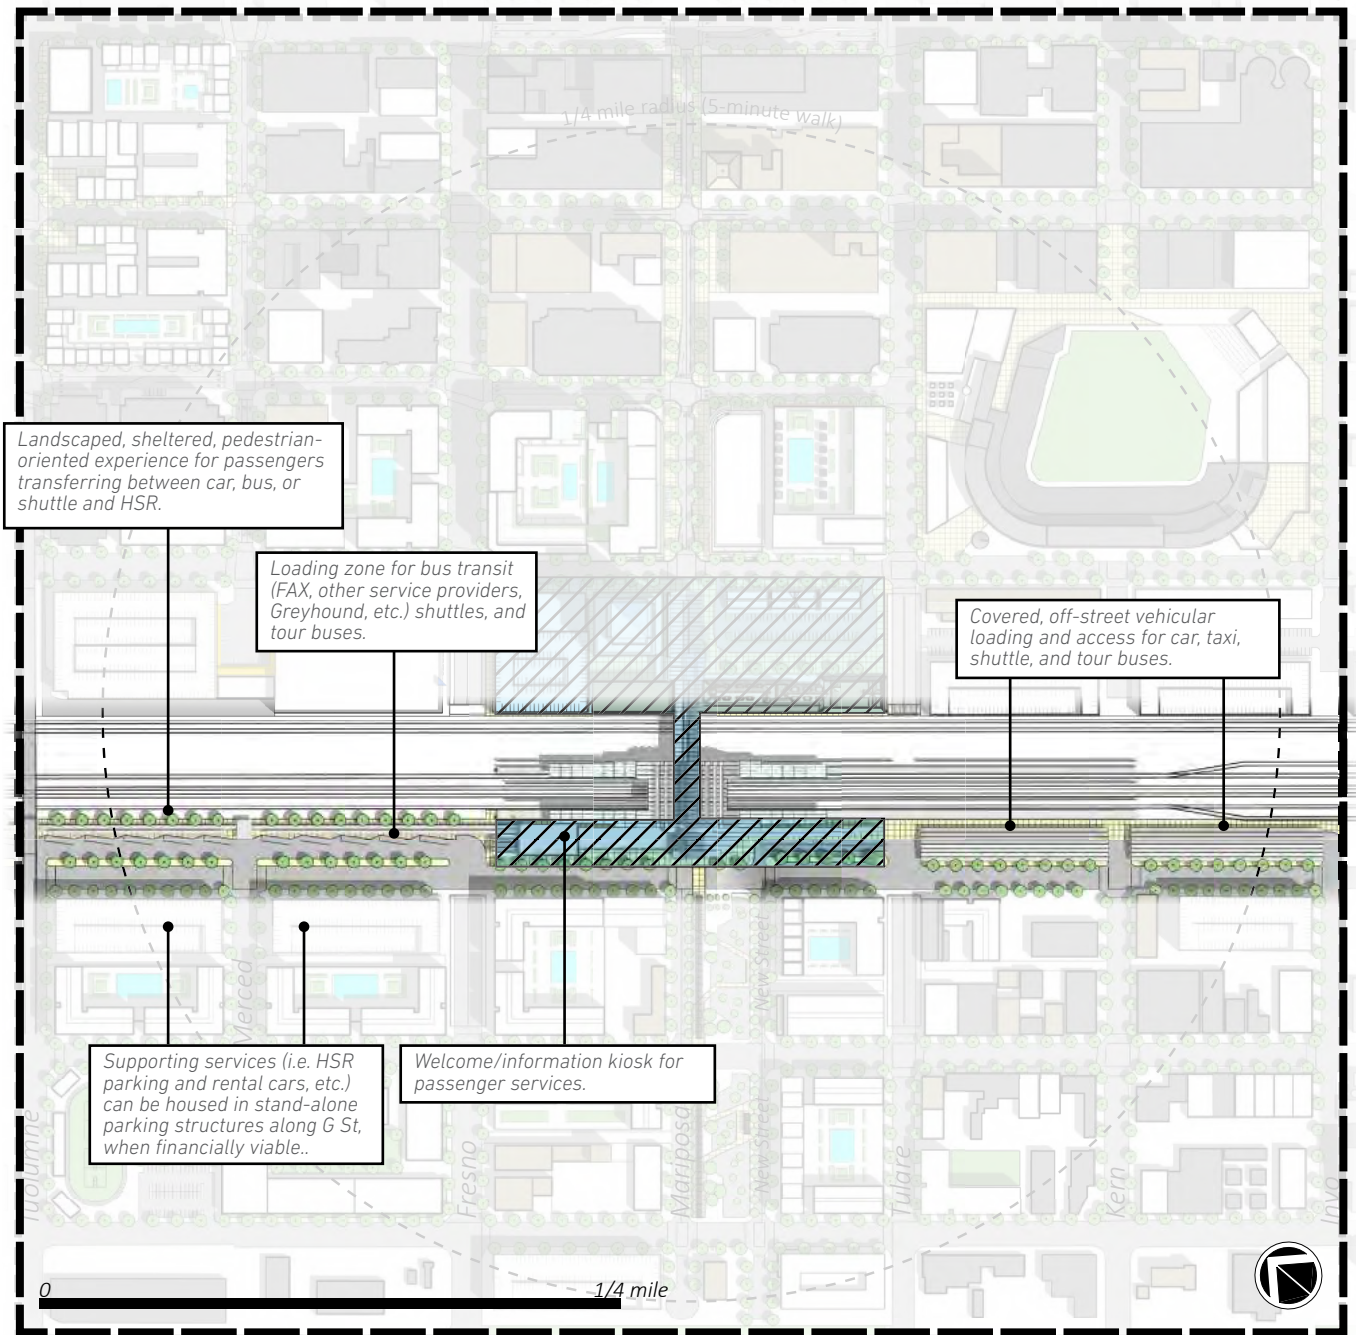 1/4 mile radius (5-minute walk)
Landscaped, sheltered, pedestrian-
oriented experience for passengers
transferring between car, bus, or
shuttle and HSR.
Loading zone for bus transit
(FAX, other service providers,
Greyhound, etc.) shuttles, and
tour buses.
Covered, off-street vehicular
loading and access for car, taxi,
shuttle, and tour buses.
Supporting services (i.e. HSR
parking and rental cars, etc.)
can be housed in stand-alone
parking structures along G St,
when financially viable..
Welcome/information kiosk for
passenger services.
Tuolumne
Merced
Fresno
Mariposa
New Street
New Street
Tulare
Kern
Inyo
0
1/4 mile